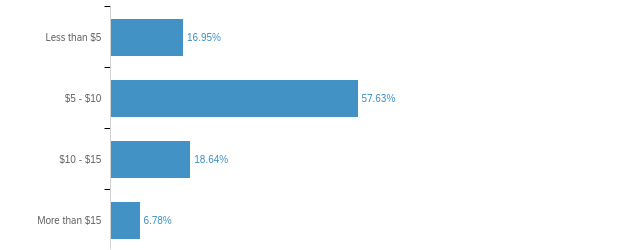 Less than $5 16.95%
$5 - $10 57.63%
$10 - $15 18.64%
More than $15 6.78%